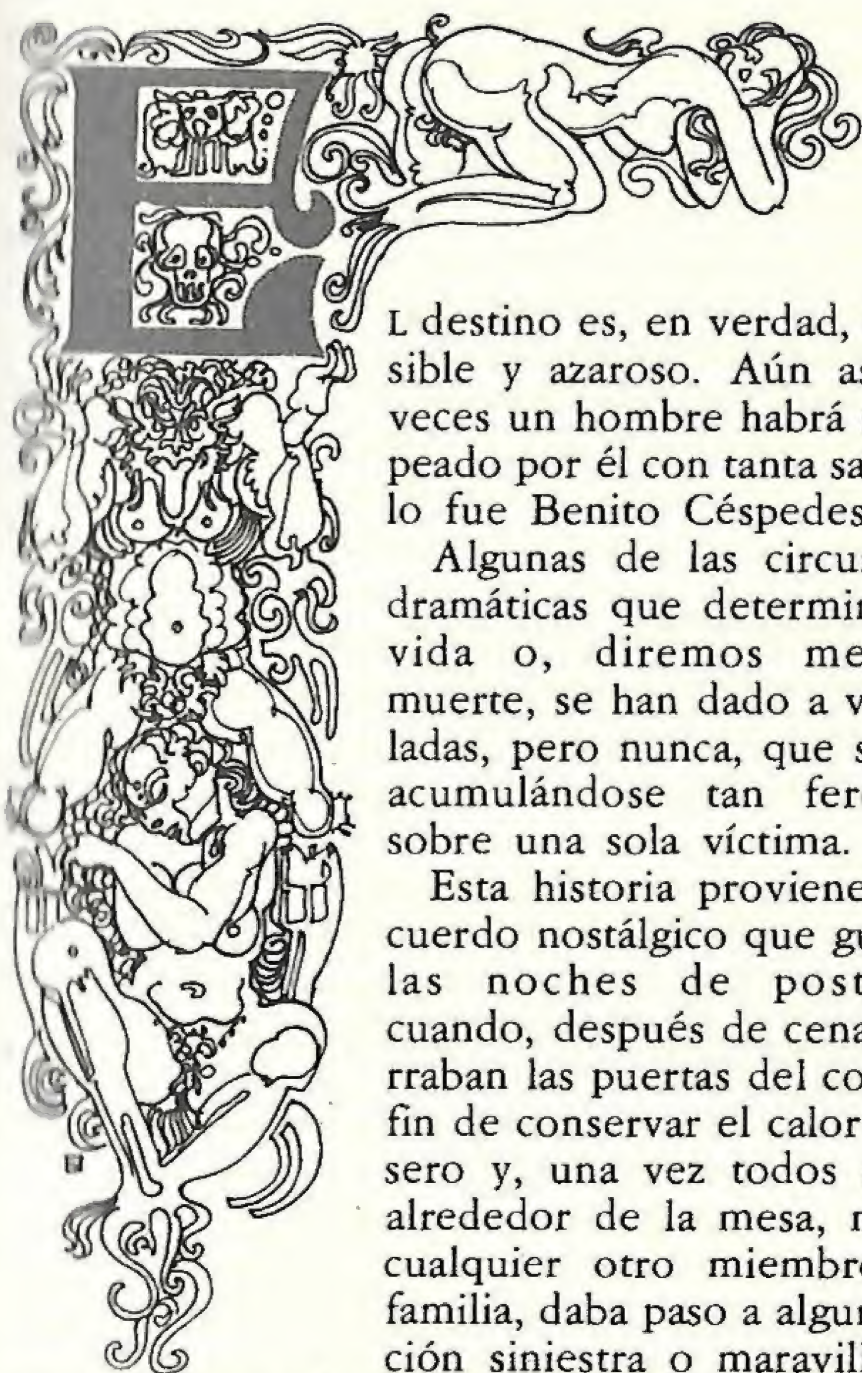 EL destino es, en verdad,
sible y azaroso. Aún as
veces un hombre habrá
peado por él con tanta sa
lo fue Benito Céspedes
Algunas de las circu
dramáticas que determin
vida o, diremos me
muerte, se han dado a v
ladas, pero nunca, que s
acumulándose tan fer
sobre una sola víctima.
Esta historia proviene
cuerdo nostálgico que gu
las noches de post
cuando, después de cena
rraban las puertas del co
fin de conservar el calor
sero y, una vez todos
alrededor de la mesa,
cualquier otro miembro
familia, daba paso a algu
ción siniestra o maravil